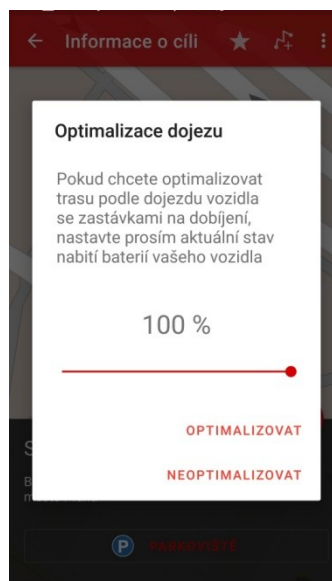 Informace o cíli
Optimalizace dojezu
Pokud chcete optimalizovat
trasu podle dojezdu vozidla
se zastávkami na dobíjení,
nastavte prosím aktuální stav
nabití baterií vašeho vozidla
100 %
OPTIMALIZOVAT
NEOPTIMALIZOVAT
P PARKOVIŠTĚ